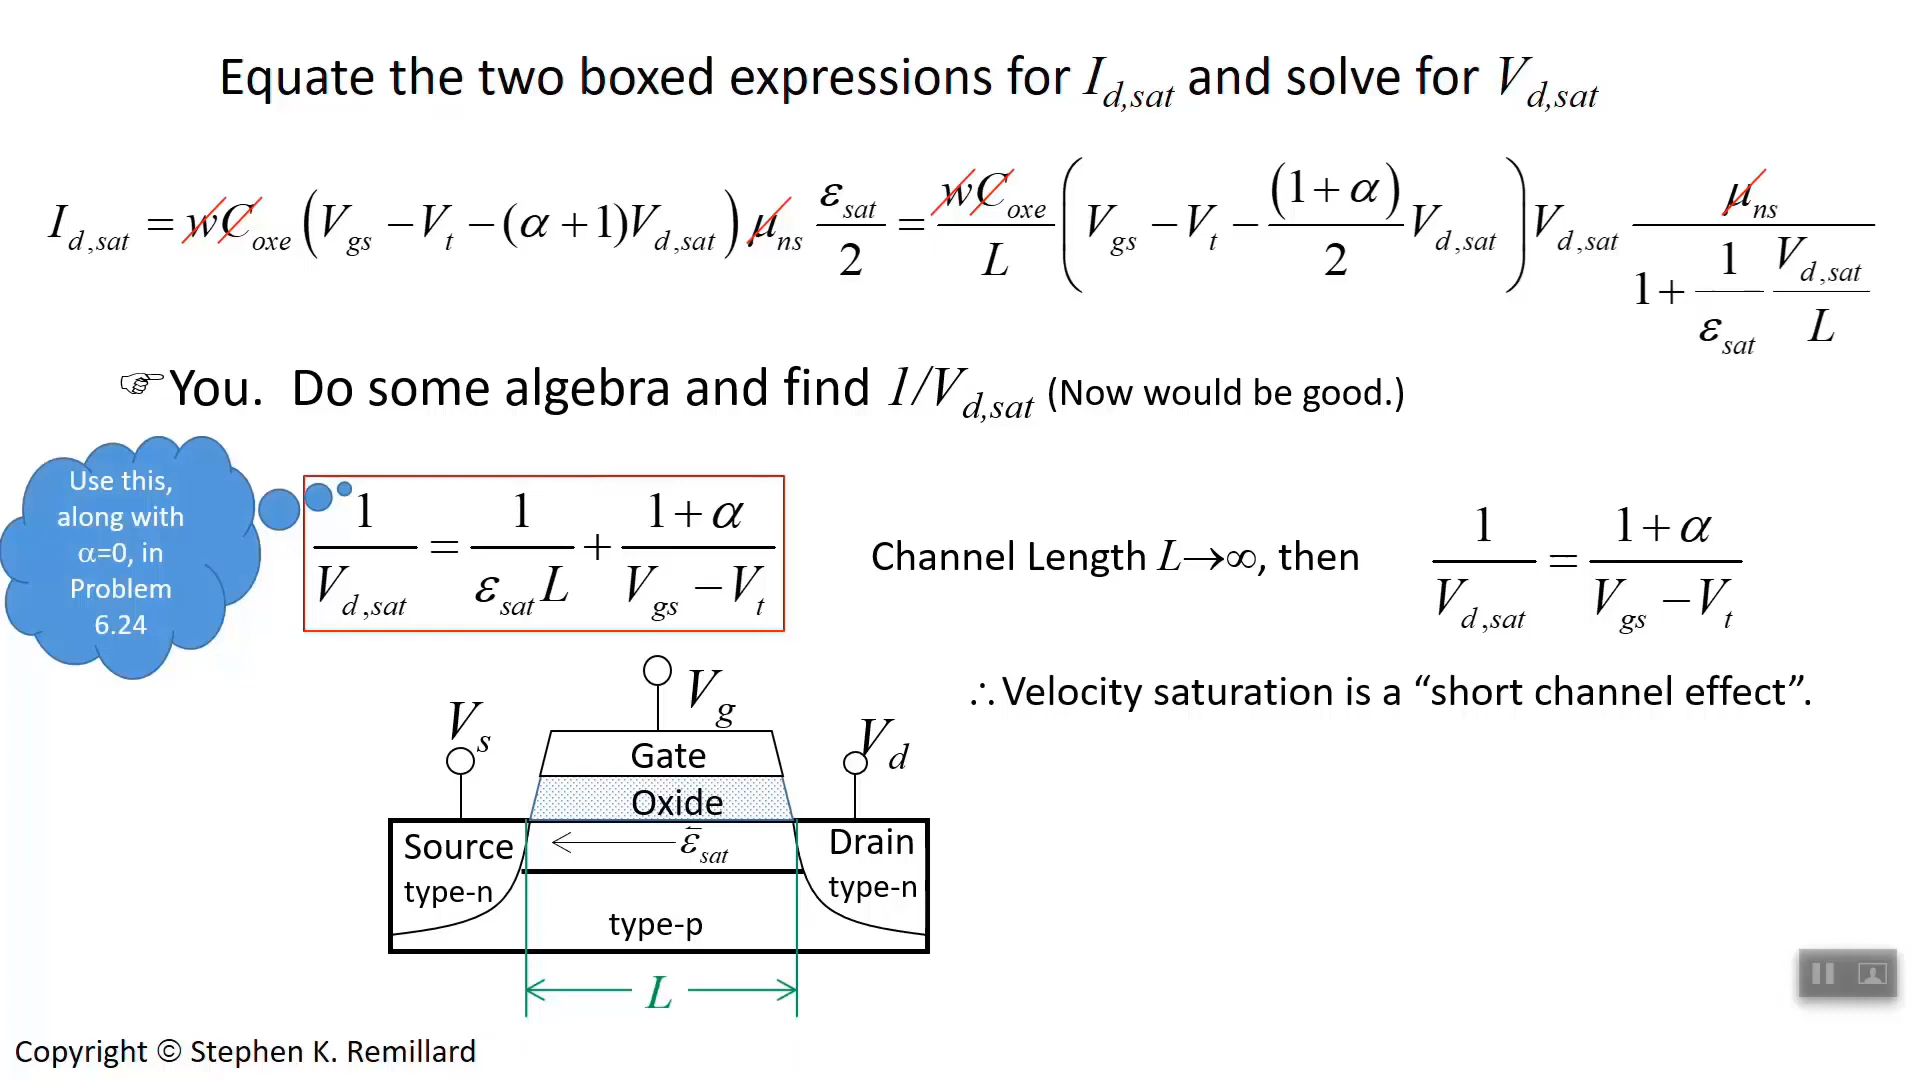 Equate the two boxed expressions for I_{d,sat} and solve for V_{d,sat}
I_{d,sat} = wC_{oxe} (V_{gs} − V_t − (α + 1)V_{d,sat}) μ_{ns} ε_{sat}/2 = wC_{oxe}/L (V_{gs} − V_t − (1+α)/2 V_{d,sat}) V_{d,sat} μ_{ns}/(1 + 1/ε_{sat} V_{d,sat}/L)
☞You. Do some algebra and find 1/V_{d,sat} (Now would be good.)
Use this,
along with
α=0, in
Problem
6.24
1/V_{d,sat} = 1/(ε_{sat} L) + (1+α)/(V_{gs} − V_t)
Channel Length L→∞, then 1/V_{d,sat} = (1+α)/(V_{gs} − V_t)
∴ Velocity saturation is a “short channel effect”.
V_s
V_g
V_d
Gate
Oxide
Source
type-n
ε_{sat}
Drain
type-n
type-p
L
Copyright © Stephen K. Remillard